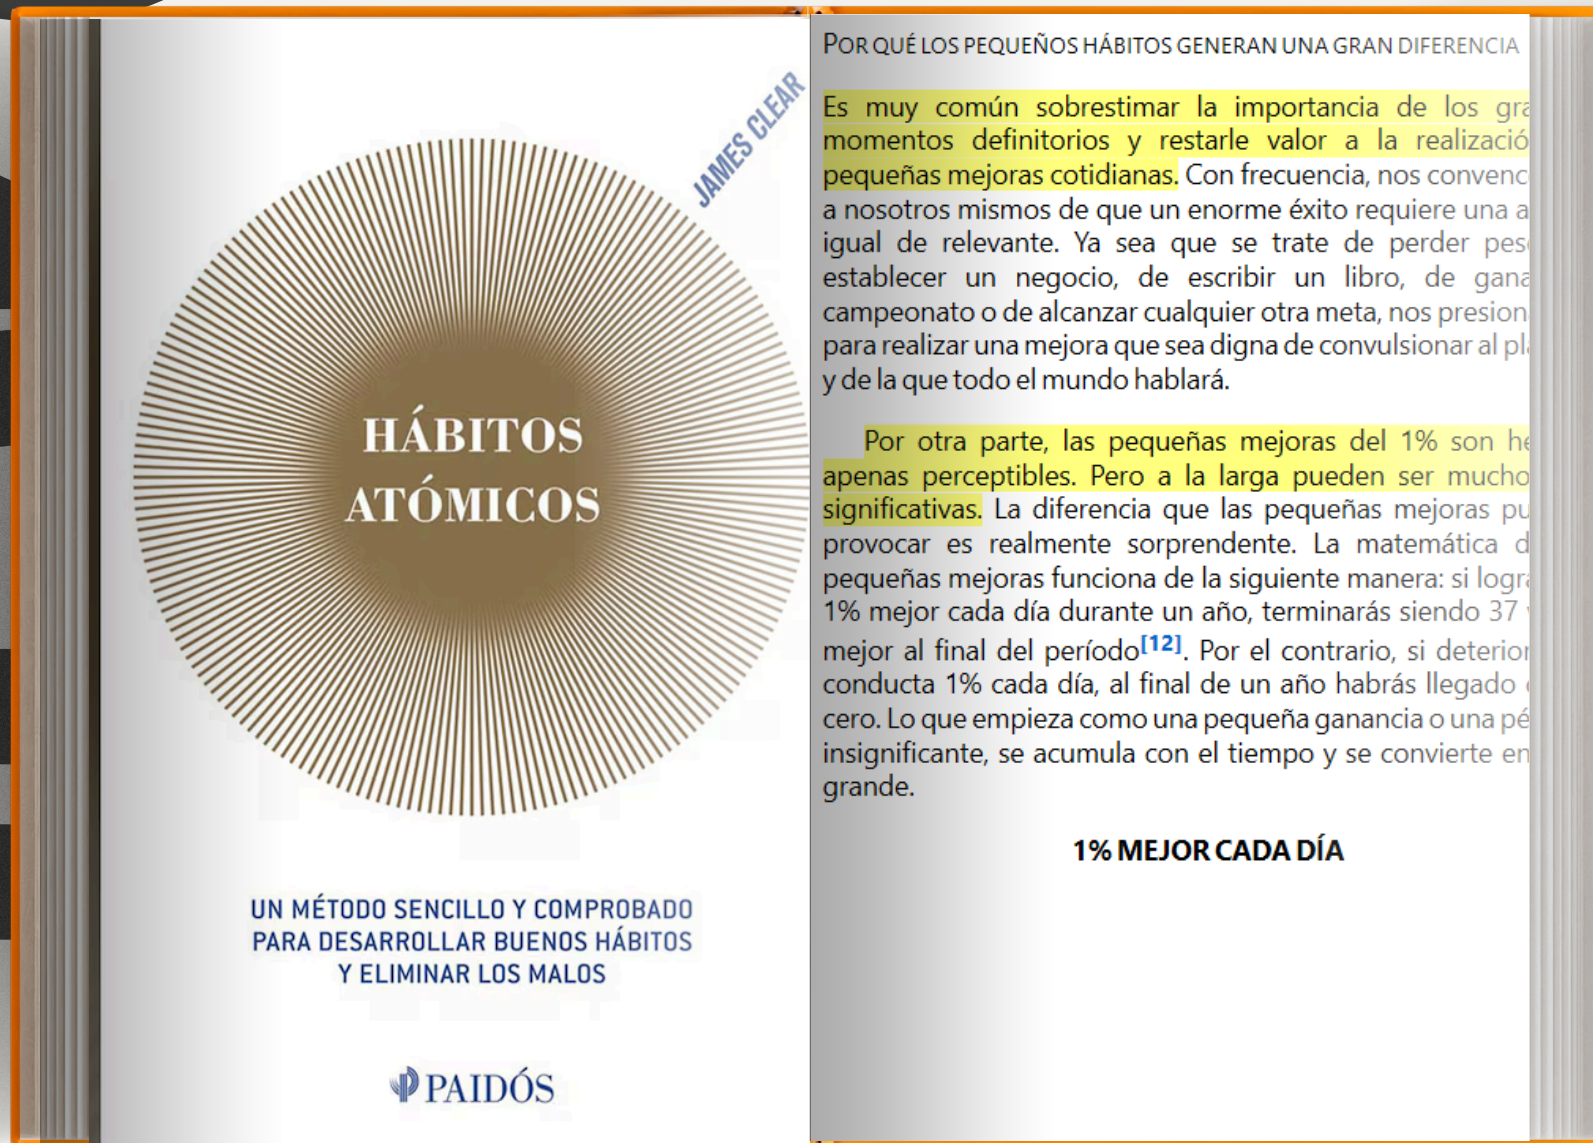 JAMES CLEAR
HÁBITOS
ATÓMICOS
UN MÉTODO SENCILLO Y COMPROBADO
PARA DESARROLLAR BUENOS HÁBITOS
Y ELIMINAR LOS MALOS
PAIDÓS
POR QUÉ LOS PEQUEÑOS HÁBITOS GENERAN UNA GRAN DIFERENCIA
Es muy común sobrestimar la importancia de los
momentos definitorios y restarle valor a la
pequeñas mejoras cotidianas. Con frecuencia, nos
a nosotros mismos de que un enorme éxito requiere una
igual de relevante. Ya sea que se trate de perder
establecer un negocio, de escribir un libro, de
campeonato o de alcanzar cualquier otra meta, nos
para realizar una mejora que sea digna de convulsionar al
y de la que todo el mundo hablará.
Por otra parte, las pequeñas mejoras del 1% son
apenas perceptibles. Pero a la larga pueden ser mucho
significativas. La diferencia que las pequeñas mejoras
provocar es realmente sorprendente. La matemática
pequeñas mejoras funciona de la siguiente manera: si
1% mejor cada día durante un año, terminarás siendo 37
mejor al final del período[12]. Por el contrario, si
conducta 1% cada día, al final de un año habrás llegado
cero. Lo que empieza como una pequeña ganancia o una
insignificante, se acumula con el tiempo y se convierte en
grande.
1% MEJOR CADA DÍA